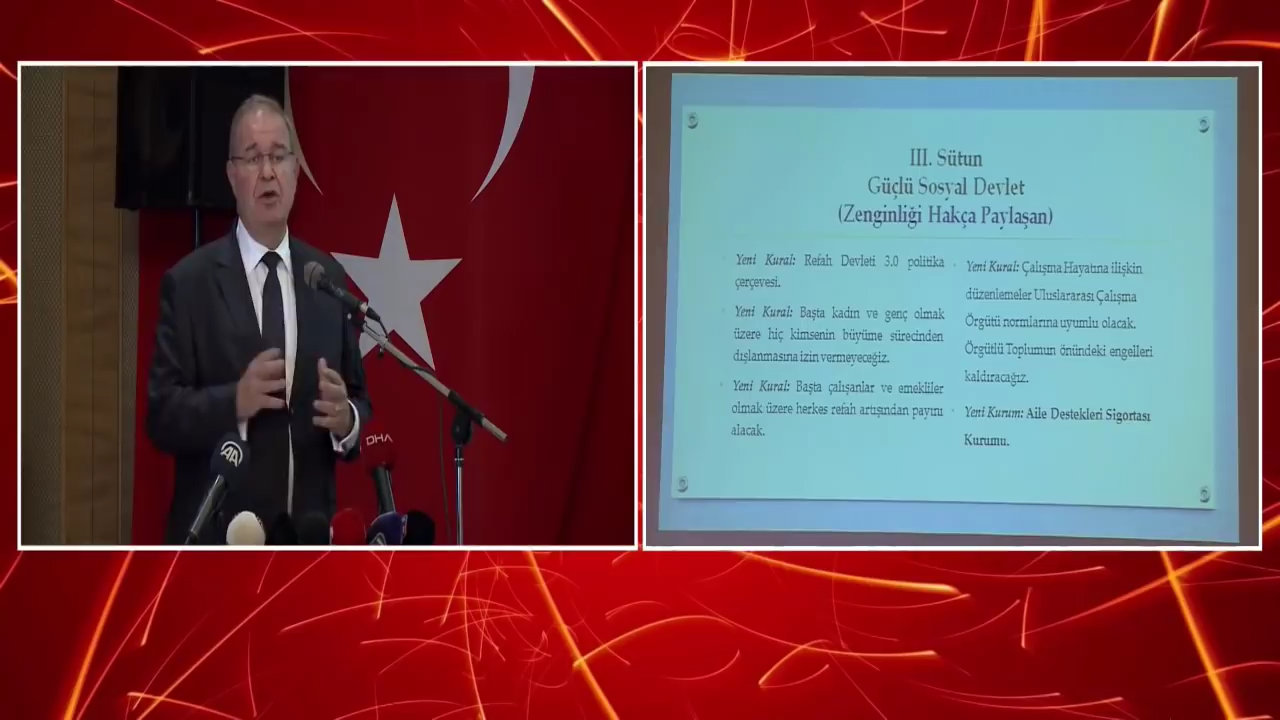 III. Sütun
Güçlü Sosyal Devlet
(Zenginliği Hakça Paylaşan)
Yeni Kural: Refah Devleti 3.0 politika
çerçevesi.
Yeni Kural: Başta kadın ve genç olmak
üzere hiç kimsenin büyüme sürecinden
dışlanmasına izin vermeyeceğiz.
Yeni Kural: Başta çalışanlar ve emekliler
olmak üzere herkes refah artışından payını
alacak.
Yeni Kural: Çalışma Hayatına ilişkin
düzenlemeler Uluslararası Çalışma
Örgütü normlarına uyumlu olacak.
Örgütlü Toplumun önündeki engelleri
kaldıracağız.
Yeni Kurum: Aile Destekleri Sigortası
Kurumu.
AA
DHA